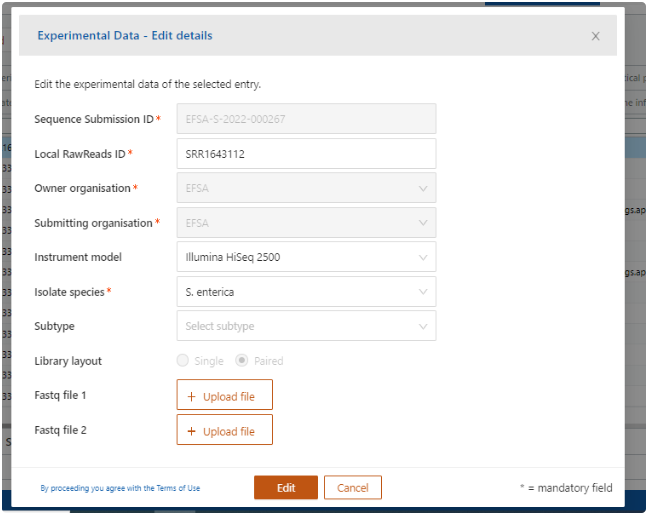 Experimental Data - Edit details
Edit the experimental data of the selected entry.
Sequence Submission ID * EFSA-S-2022-000267
Local RawReads ID * SRR1643112
Owner organisation * EFSA
Submitting organisation * EFSA
Instrument model Illumina HiSeq 2500
Isolate species * S. enterica
Subtype Select subtype
Library layout Single Paired
Fastq file 1 + Upload file
Fastq file 2 + Upload file
By proceeding you agree with the Terms of Use Edit Cancel * = mandatory field